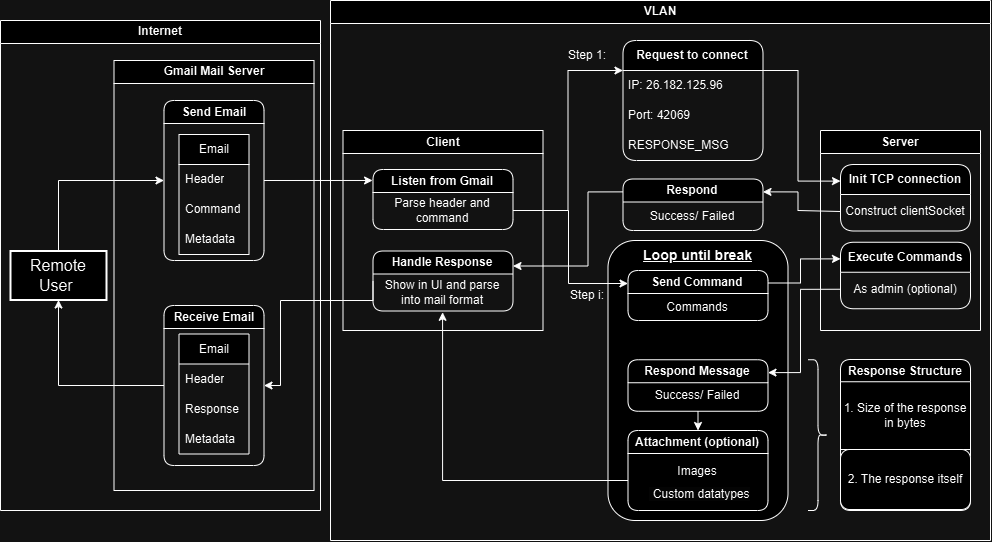 VLAN
Internet
Gmail Mail Server
Send Email
Email
Header
Command
Metadata
Remote
User
Receive Email
Email
Header
Response
Metadata
Client
Listen from Gmail
Parse header and
command
Handle Response
Show in UI and parse
into mail format
Step 1:
Request to connect
IP: 26.182.125.96
Port: 42069
RESPONSE_MSG
Respond
Success/ Failed
Step i:
Loop until break
Send Command
Commands
Respond Message
Success/ Failed
Attachment (optional)
Images
Custom datatypes
Server
Init TCP connection
Construct clientSocket
Execute Commands
As admin (optional)
Response Structure
1. Size of the response
in bytes
2. The response itself